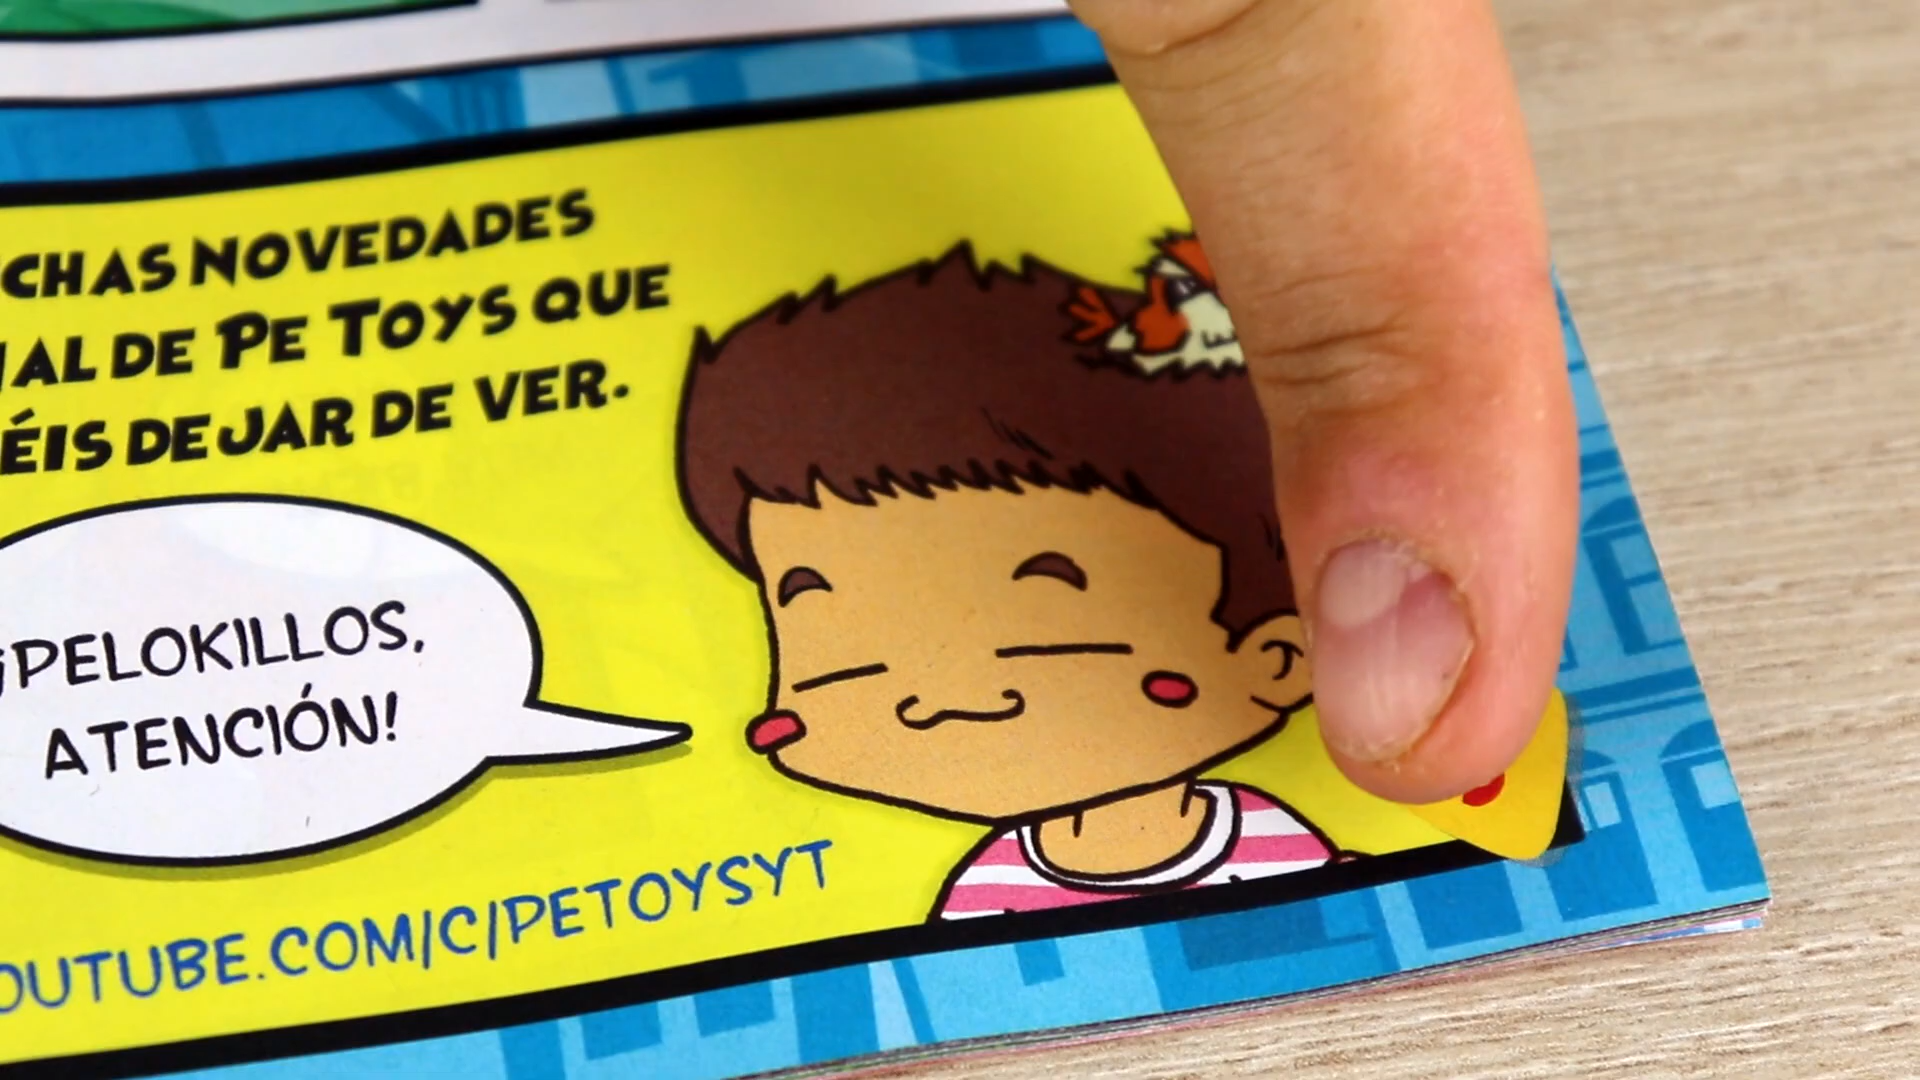 CHAS NOVEDADES
AL DE PE TOYS QUE
ÉIS DEJAR DE VER.
¡PELOKILLOS,
ATENCIÓN!
OUTUBE.COM/C/PETOYSYT